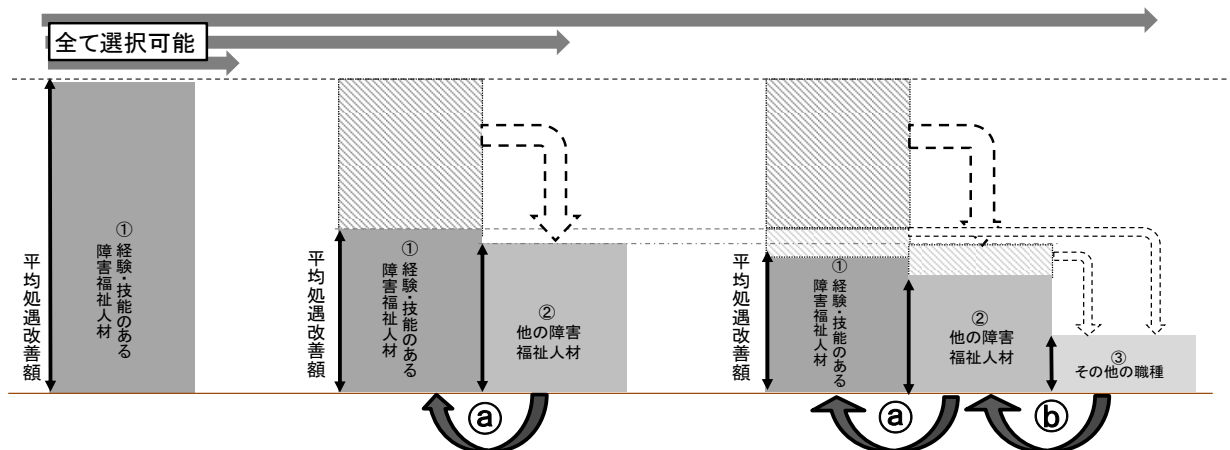 全て選択可能
平均処遇改善額
①経験・技能のある
障害福祉人材
平均処遇改善額
①経験・技能のある
障害福祉人材
②
他の障害
福祉人材
ⓐ
平均処遇改善額
①経験・技能のある
障害福祉人材
②
他の障害
福祉人材
③
その他の職種
ⓐ
ⓑ